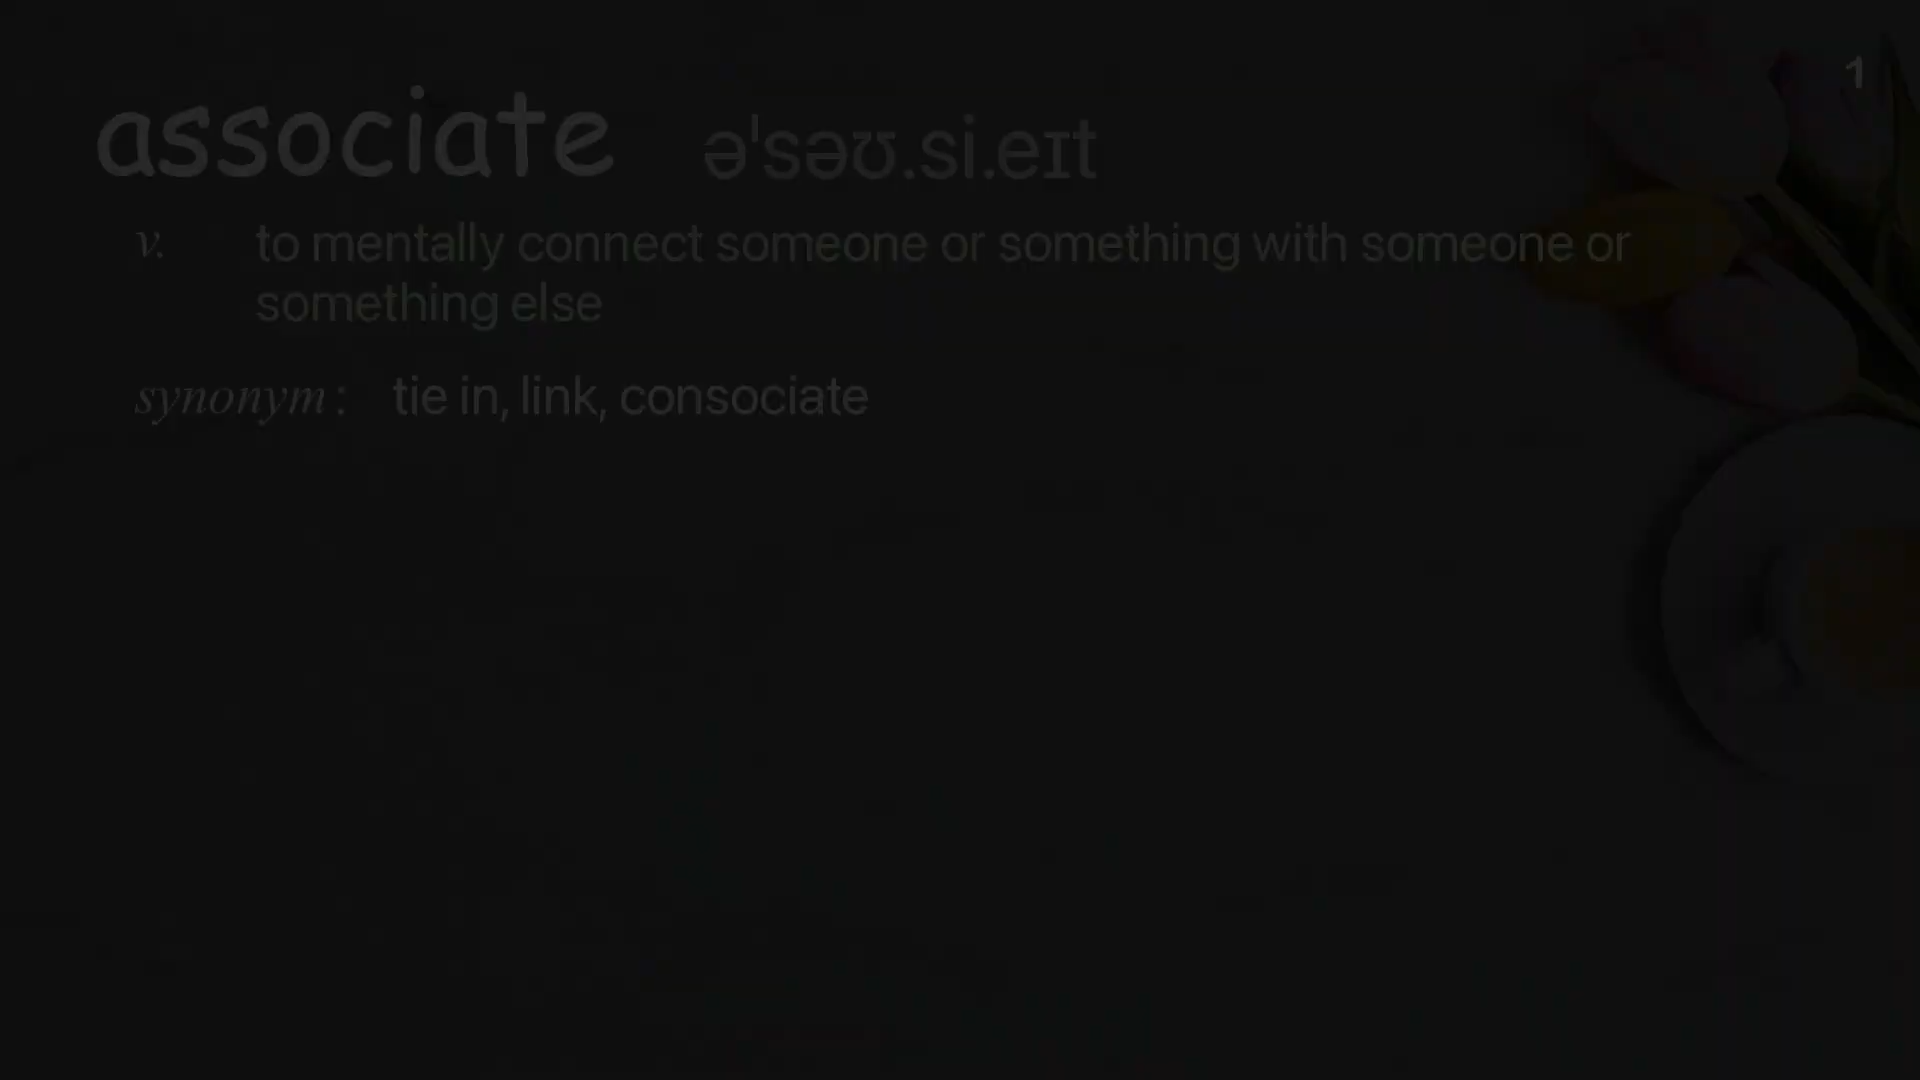 1
associate əˈsəʊ.si.eɪt
v. to mentally connect someone or something with someone or
something else
synonym : tie in, link, consociate